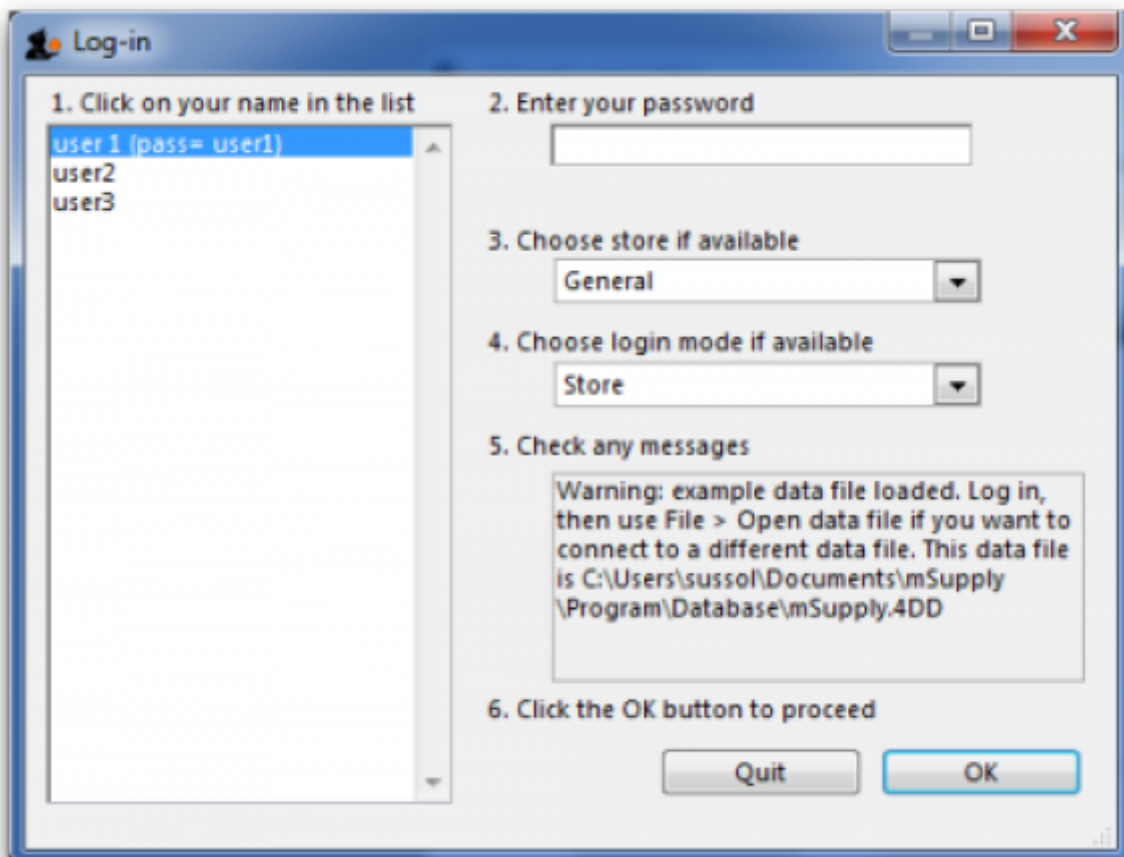 Log-in
1. Click on your name in the list
user 1 (pass= user1)
user2
user3
2. Enter your password
3. Choose store if available
General
4. Choose login mode if available
Store
5. Check any messages
Warning: example data file loaded. Log in,
then use File > Open data file if you want to
connect to a different data file. This data file
is C:\Users\sussol\Documents\mSupply
\Program\Database\mSupply.4DD
6. Click the OK button to proceed
Quit
OK